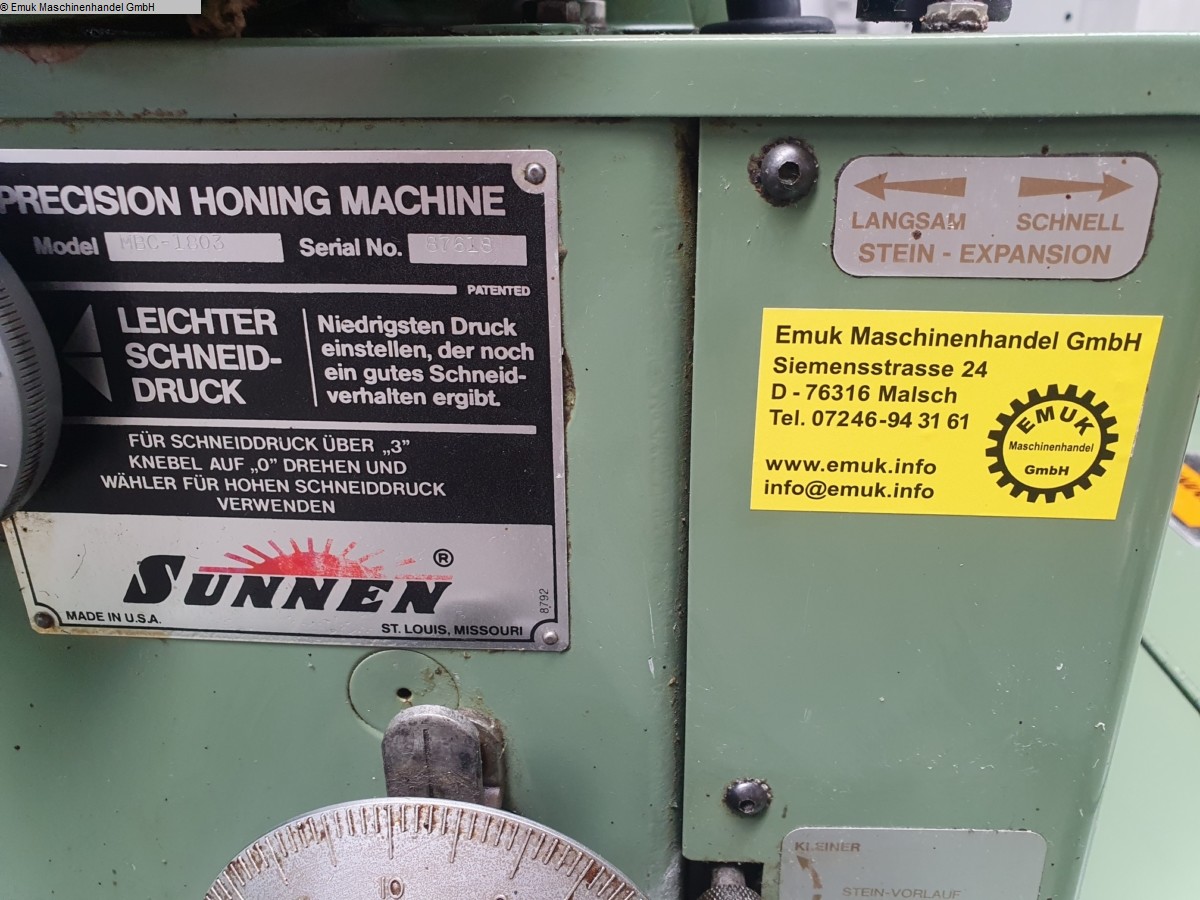 © Emuk Maschinenhandel GmbH
PRECISION HONING MACHINE
Model MBC-1803 Serial No.
PATENTED
LEICHTER
SCHNEID-
DRUCK
Niedrigsten Druck
einstellen, der noch
ein gutes Schneid-
verhalten ergibt.
FÜR SCHNEIDDRUCK ÜBER „3"
KNEBEL AUF „0" DREHEN UND
WÄHLER FÜR HOHEN SCHNEIDDRUCK
VERWENDEN
SUNNEN®
8792
MADE IN U.S.A.
ST. LOUIS, MISSOURI
LANGSAM SCHNELL
STEIN - EXPANSION
Emuk Maschinenhandel GmbH
Siemensstrasse 24
D - 76316 Malsch
Tel. 07246-94 31 61
www.emuk.info
info@emuk.info
EMUK
Maschinenhandel
GmbH
10
KLEINER
STEIN-VORLAUF